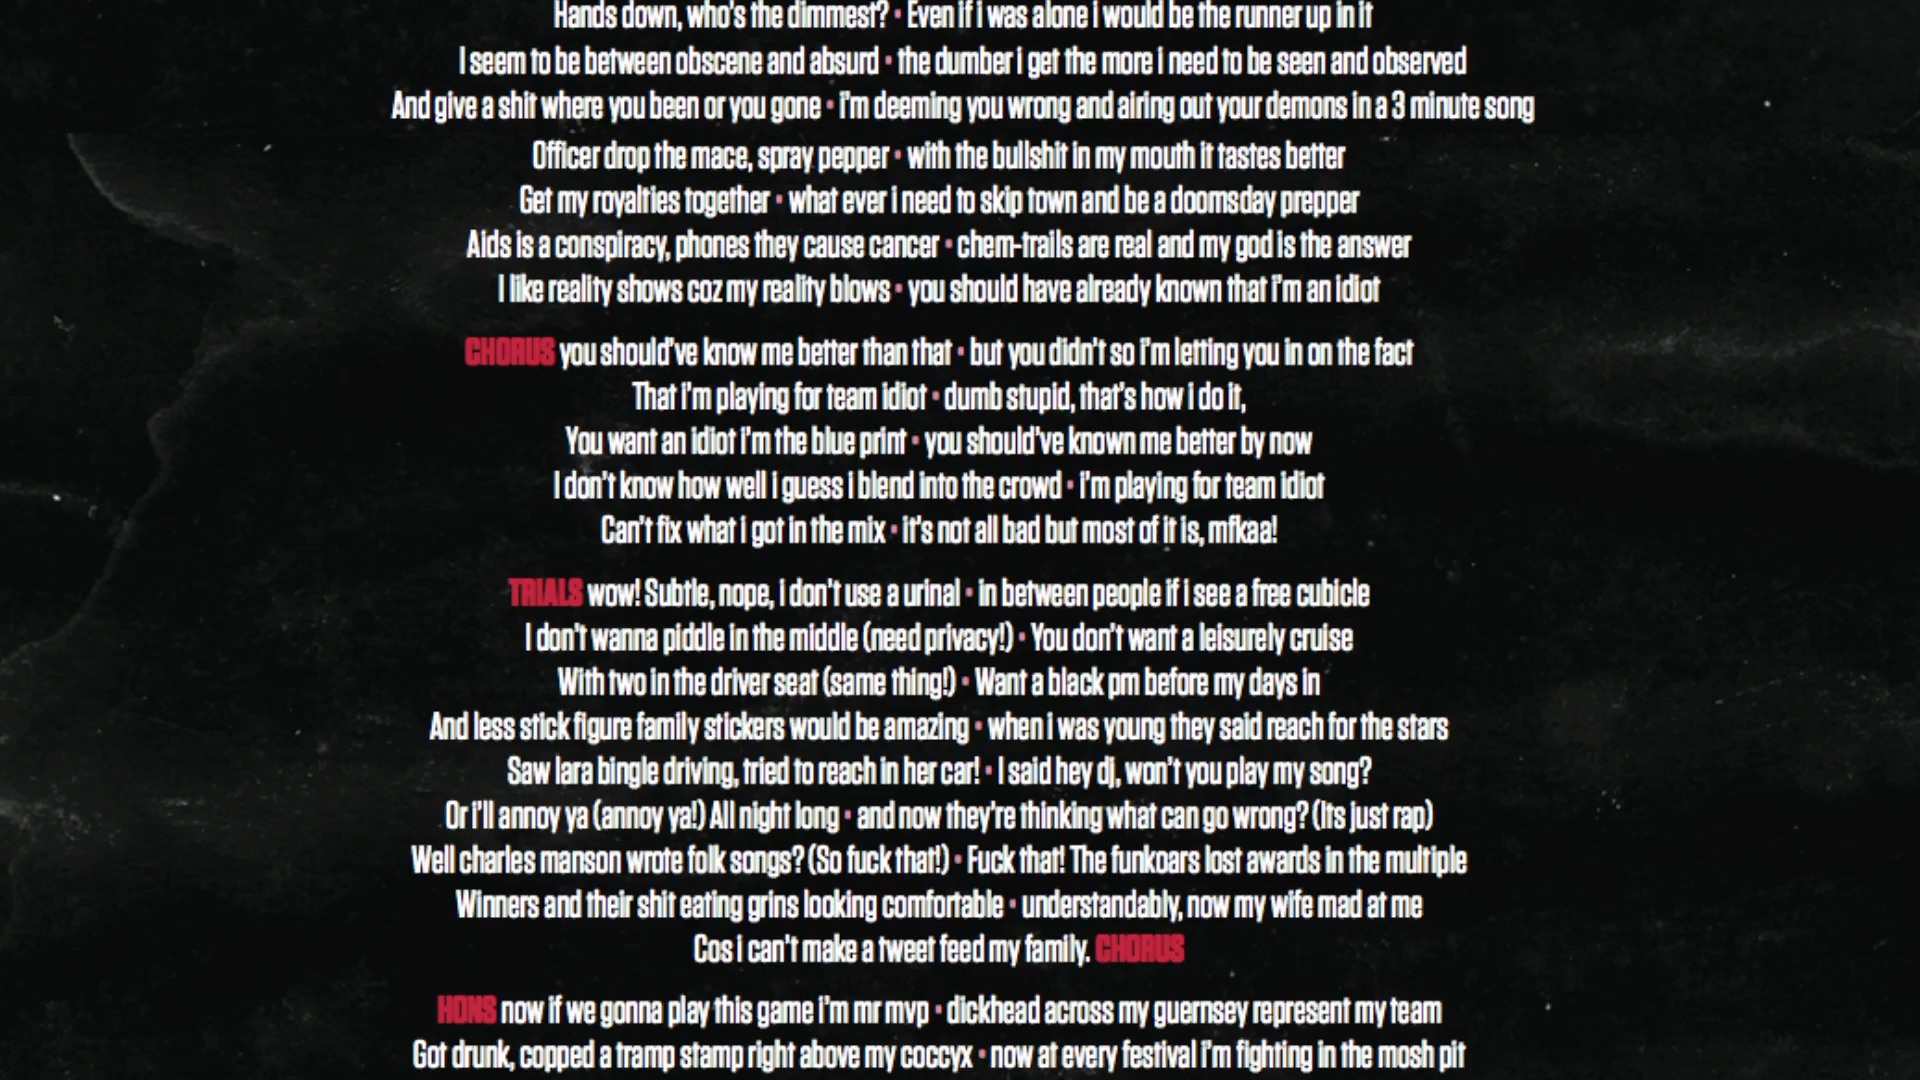 Hands down, who's the dimmest? • Even if i was alone i would be the runner up in it
I seem to be between obscene and absurd • the dumber i get the more i need to be seen and observed
And give a shit where you been or you gone • i'm deeming you wrong and airing out your demons in a 3 minute song
Officer drop the mace, spray pepper • with the bullshit in my mouth it tastes better
Get my royalties together • what ever i need to skip town and be a doomsday prepper
Aids is a conspiracy, phones they cause cancer • chem-trails are real and my god is the answer
I like reality shows coz my reality blows • you should have already known that i'm an idiot
CHORUS you should've know me better than that • but you didn't so i'm letting you in on the fact
That i'm playing for team idiot • dumb stupid, that's how i do it,
You want an idiot i'm the blue print • you should've known me better by now
I don't know how well i guess i blend into the crowd • i'm playing for team idiot
Can't fix what i got in the mix • it's not all bad but most of it is, mfkaa!
TRIALS wow! Subtle, nope, i don't use a urinal • in between people if i see a free cubicle
I don't wanna piddle in the middle (need privacy!) • You don't want a leisurely cruise
With two in the driver seat (same thing!) • Want a black pm before my days in
And less stick figure family stickers would be amazing • when i was young they said reach for the stars
Saw lara bingle driving, tried to reach in her car! • I said hey dj, won't you play my song?
Or i'll annoy ya (annoy ya!) All night long • and now they're thinking what can go wrong? (Its just rap)
Well charles manson wrote folk songs? (So fuck that!) • Fuck that! The funkoars lost awards in the multiple
Winners and their shit eating grins looking comfortable • understandably, now my wife mad at me
Cos i can't make a tweet feed my family. CHORUS
HONS now if we gonna play this game i'm mr mvp • dickhead across my guernsey represent my team
Got drunk, copped a tramp stamp right above my coccyx • now at every festival i'm fighting in the mosh pit